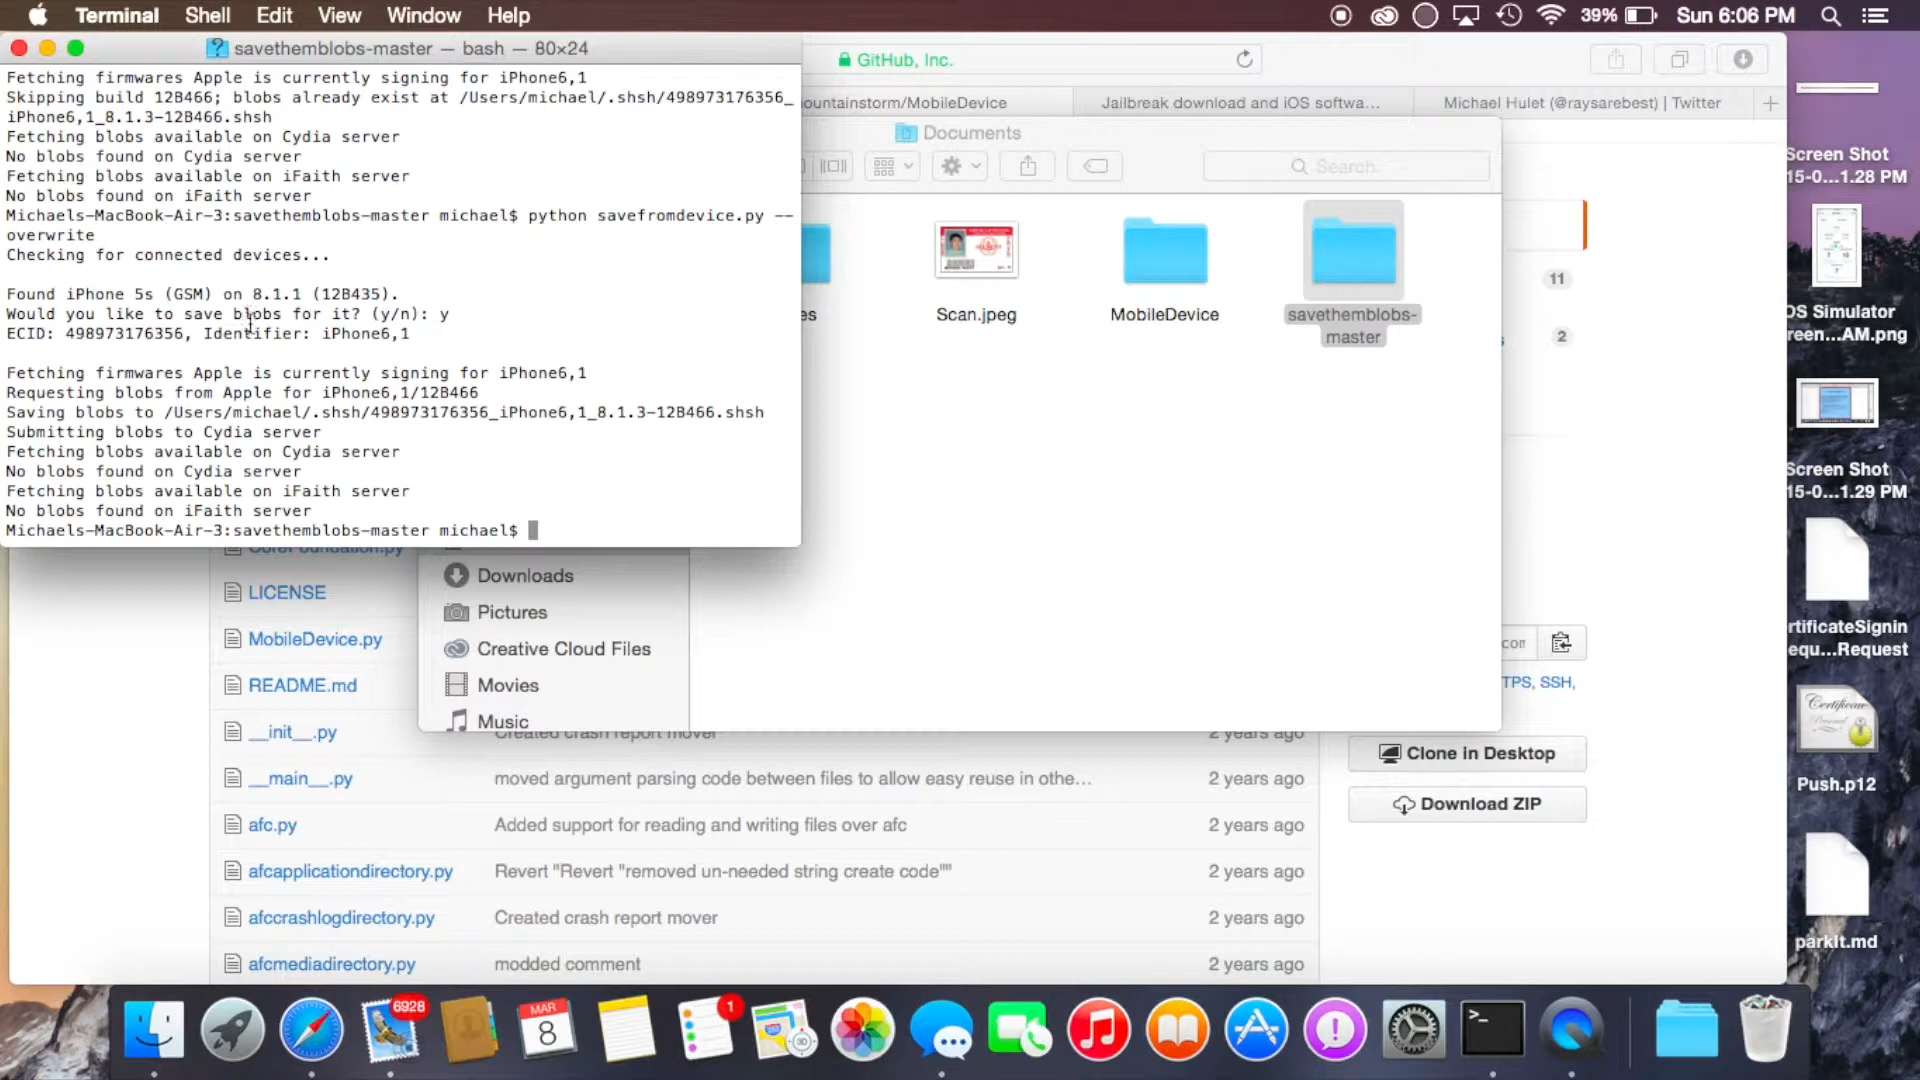 Terminal Shell Edit View Window Help
39% Sun 6:06 PM
savethemblobs-master — bash — 80×24
Fetching firmwares Apple is currently signing for iPhone6,1
Skipping build 12B466; blobs already exist at /Users/michael/.shsh/498973176356_
iPhone6,1_8.1.3-12B466.shsh
Fetching blobs available on Cydia server
No blobs found on Cydia server
Fetching blobs available on iFaith server
No blobs found on iFaith server
Michaels-MacBook-Air-3:savethemblobs-master michael$ python savefromdevice.py --
overwrite
Checking for connected devices...
Found iPhone 5s (GSM) on 8.1.1 (12B435).
Would you like to save blobs for it? (y/n): y
ECID: 498973176356, Identifier: iPhone6,1
Fetching firmwares Apple is currently signing for iPhone6,1
Requesting blobs from Apple for iPhone6,1/12B466
Saving blobs to /Users/michael/.shsh/498973176356_iPhone6,1_8.1.3-12B466.shsh
Submitting blobs to Cydia server
Fetching blobs available on Cydia server
No blobs found on Cydia server
Fetching blobs available on iFaith server
No blobs found on iFaith server
Michaels-MacBook-Air-3:savethemblobs-master michael$
GitHub, Inc.
ountainstorm/MobileDevice
Jailbreak download and iOS softwa...
Michael Hulet (@raysarebest) | Twitter
Documents
Search
es
Scan.jpeg
MobileDevice
savethemblobs-
master
11
2
com
TPS, SSH,
Clone in Desktop
Download ZIP
Downloads
Pictures
Creative Cloud Files
Movies
Music
CoreFoundation.py
LICENSE
MobileDevice.py
README.md
__init__.py Created crash report mover 2 years ago
__main__.py moved argument parsing code between files to allow easy reuse in othe... 2 years ago
afc.py Added support for reading and writing files over afc 2 years ago
afcapplicationdirectory.py Revert "Revert "removed un-needed string create code"" 2 years ago
afccrashlogdirectory.py Created crash report mover 2 years ago
afcmediadirectory.py modded comment 2 years ago
Screen Shot
15-0...1.28 PM
OS Simulator
reen...AM.png
Screen Shot
15-0...1.29 PM
rtificateSignin
equ...Request
Certificate
Personal
Push.p12
parkIt.md
6928
MAR
8
1
3D
>_